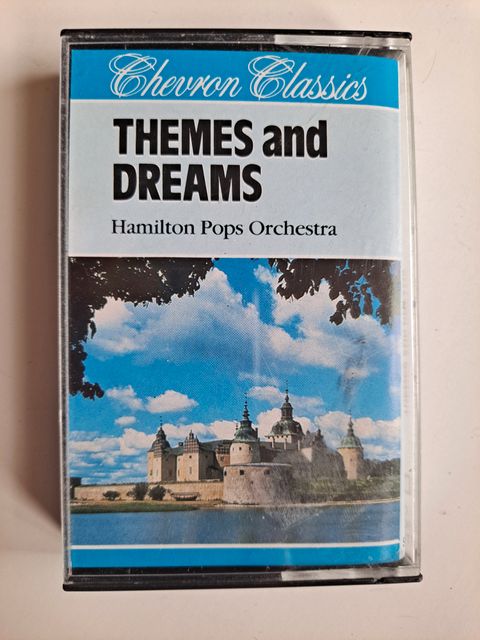 Chevron Classics
THEMES and
DREAMS
Hamilton Pops Orchestra